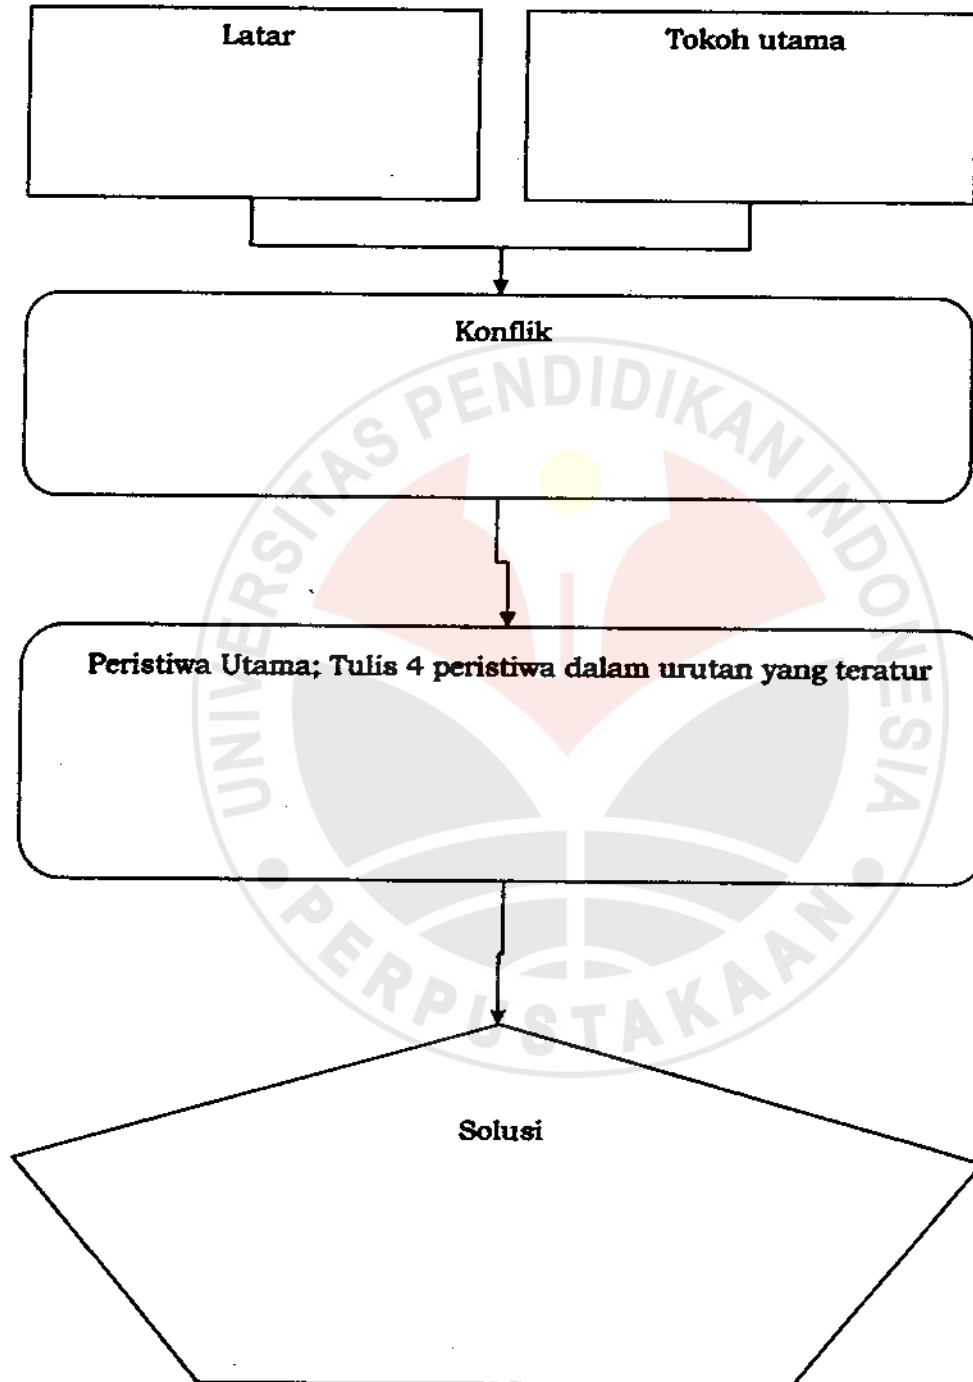 Latar
Tokoh utama
Konflik
UNIVERSITAS PENDIDIKAN INDONESIA
Peristiwa Utama; Tulis 4 peristiwa dalam urutan yang teratur
PERPUSTAKAAN
Solusi